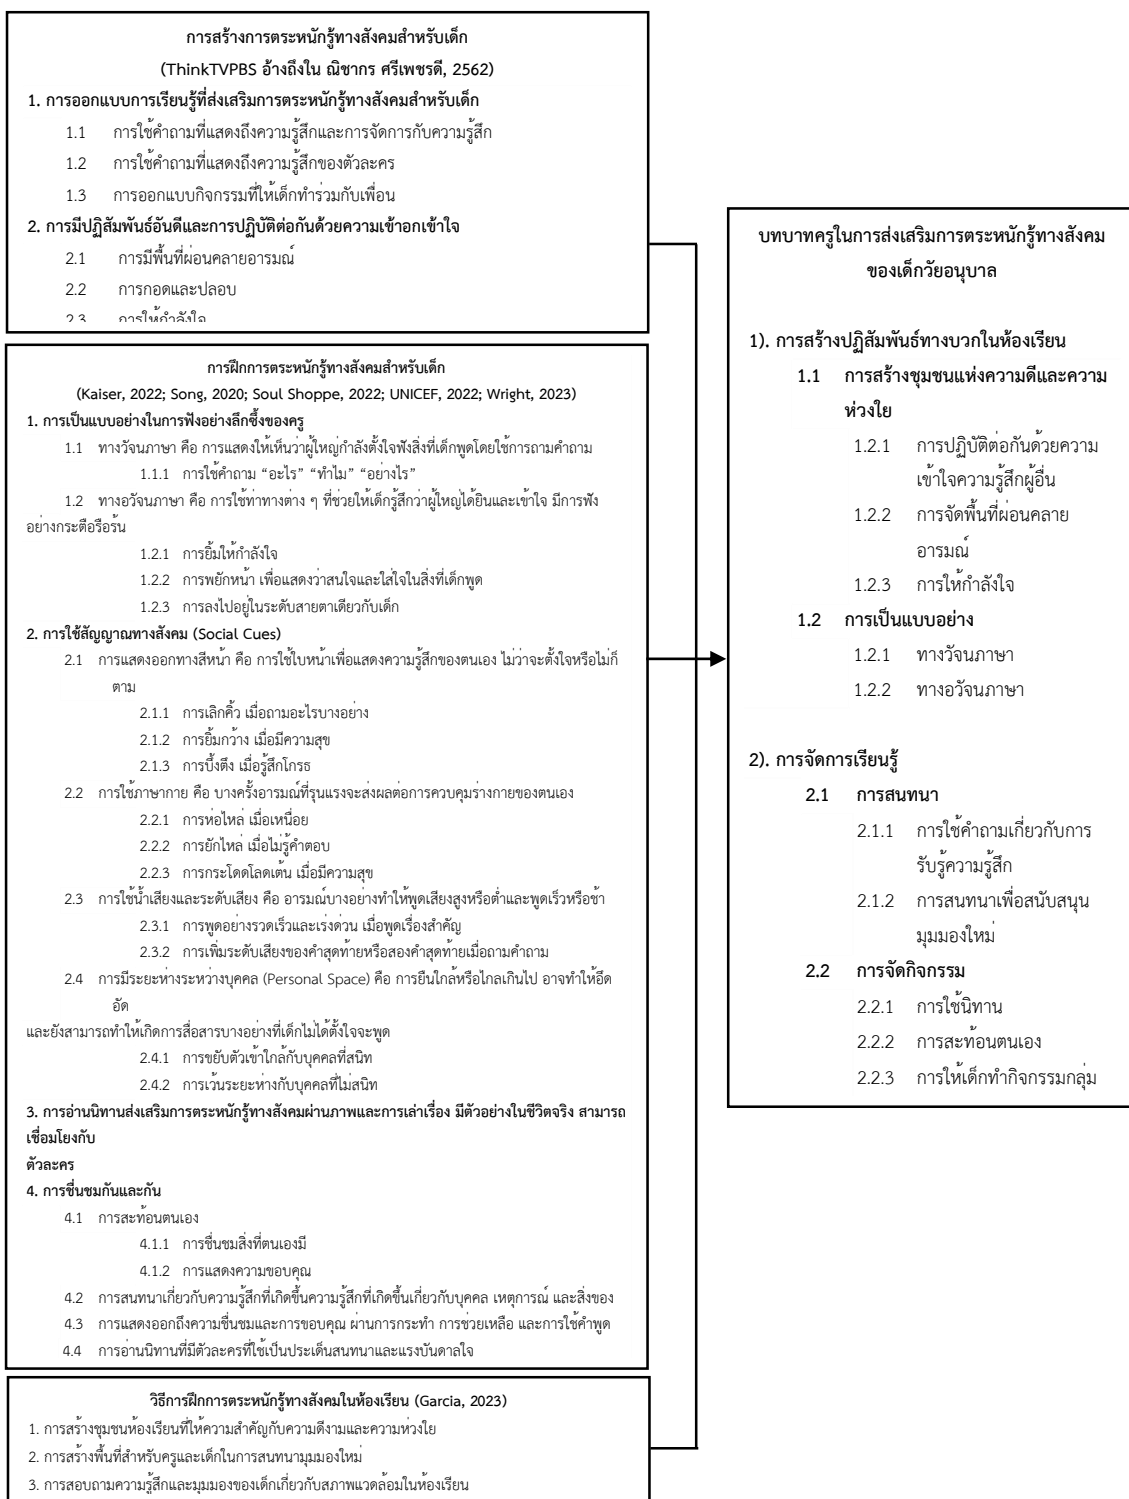 การสร้างการตระหนักรู้ทางสังคมสำหรับเด็ก
(ThinkTVPBS อ้างถึงใน ณิชากร ศรีเพชรดี, 2562)
1. การออกแบบการเรียนรู้ที่ส่งเสริมการตระหนักรู้ทางสังคมสำหรับเด็ก
1.1 การใช้คำถามที่แสดงถึงความรู้สึกและการจัดการกับความรู้สึก
1.2 การใช้คำถามที่แสดงถึงความรู้สึกของตัวละคร
1.3 การออกแบบกิจกรรมที่ให้เด็กทำร่วมกับเพื่อน
2. การมีปฏิสัมพันธ์อันดีและการปฏิบัติต่อกันด้วยความเข้าอกเข้าใจ
2.1 การมีพื้นที่ผ่อนคลายอารมณ์
2.2 การกอดและปลอบ
2.3 การให้กำลังใจ
การฝึกการตระหนักรู้ทางสังคมสำหรับเด็ก
(Kaiser, 2022; Song, 2020; Soul Shoppe, 2022; UNICEF, 2022; Wright, 2023)
1. การเป็นแบบอย่างในการฟังอย่างลึกซึ้งของครู
1.1 ทางวัจนภาษา คือ การแสดงให้เห็นว่าผู้ใหญ่กำลังตั้งใจฟังสิ่งที่เด็กพูดโดยใช้การถามคำถาม
1.1.1 การใช้คำถาม “อะไร” “ทำไม” “อย่างไร”
1.2 ทางอวัจนภาษา คือ การใช้ท่าทางต่าง ๆ ที่ช่วยให้เด็กรู้สึกว่าผู้ใหญ่ได้ยินและเข้าใจ มีการฟัง
อย่างกระตือรือร้น
1.2.1 การยิ้มให้กำลังใจ
1.2.2 การพยักหน้า เพื่อแสดงว่าสนใจและใส่ใจในสิ่งที่เด็กพูด
1.2.3 การลงไปอยู่ในระดับสายตาเดียวกับเด็ก
2. การใช้สัญญาณทางสังคม (Social Cues)
2.1 การแสดงออกทางสีหน้า คือ การใช้ใบหน้าเพื่อแสดงความรู้สึกของตนเอง ไม่ว่าจะตั้งใจหรือไม่ก็
ตาม
2.1.1 การเลิกคิ้ว เมื่อถามอะไรบางอย่าง
2.1.2 การยิ้มกว้าง เมื่อมีความสุข
2.1.3 การบึ้งตึง เมื่อรู้สึกโกรธ
2.2 การใช้ภาษากาย คือ บางครั้งอารมณ์ที่รุนแรงจะส่งผลต่อการควบคุมร่างกายของตนเอง
2.2.1 การห่อไหล่ เมื่อเหนื่อย
2.2.2 การยักไหล่ เมื่อไม่รู้คำตอบ
2.2.3 การกระโดดโลดเต้น เมื่อมีความสุข
2.3 การใช้น้ำเสียงและระดับเสียง คือ อารมณ์บางอย่างทำให้พูดเสียงสูงหรือต่ำและพูดเร็วหรือช้า
2.3.1 การพูดอย่างรวดเร็วและเร่งด่วน เมื่อพูดเรื่องสำคัญ
2.3.2 การเพิ่มระดับเสียงของคำสุดท้ายหรือสองคำสุดท้ายเมื่อถามคำถาม
2.4 การมีระยะห่างระหว่างบุคคล (Personal Space) คือ การยืนใกล้หรือไกลเกินไป อาจทำให้อึด
อัด
และยังสามารถทำให้เกิดการสื่อสารบางอย่างที่เด็กไม่ได้ตั้งใจจะพูด
2.4.1 การขยับตัวเข้าใกล้กับบุคคลที่สนิท
2.4.2 การเว้นระยะห่างกับบุคคลที่ไม่สนิท
3. การอ่านนิทานส่งเสริมการตระหนักรู้ทางสังคมผ่านภาพและการเล่าเรื่อง มีตัวอย่างในชีวิตจริง สามารถ
เชื่อมโยงกับ
ตัวละคร
4. การชื่นชมกันและกัน
4.1 การสะท้อนตนเอง
4.1.1 การชื่นชมสิ่งที่ตนเองมี
4.1.2 การแสดงความขอบคุณ
4.2 การสนทนาเกี่ยวกับความรู้สึกที่เกิดขึ้นความรู้สึกที่เกิดขึ้นเกี่ยวกับบุคคล เหตุการณ์ และสิ่งของ
4.3 การแสดงออกถึงความชื่นชมและการขอบคุณ ผ่านการกระทำ การช่วยเหลือ และการใช้คำพูด
4.4 การอ่านนิทานที่มีตัวละครที่ใช้เป็นประเด็นสนทนาและแรงบันดาลใจ
วิธีการฝึกการตระหนักรู้ทางสังคมในห้องเรียน (Garcia, 2023)
1. การสร้างชุมชนห้องเรียนที่ให้ความสำคัญกับความดีงามและความห่วงใย
2. การสร้างพื้นที่สำหรับครูและเด็กในการสนทนามุมมองใหม่
3. การสอบถามความรู้สึกและมุมมองของเด็กเกี่ยวกับสภาพแวดล้อมในห้องเรียน
บทบาทครูในการส่งเสริมการตระหนักรู้ทางสังคม
ของเด็กวัยอนุบาล
1). การสร้างปฏิสัมพันธ์ทางบวกในห้องเรียน
1.1 การสร้างชุมชนแห่งความดีและความ
ห่วงใย
1.2.1 การปฏิบัติต่อกันด้วยความ
เข้าใจความรู้สึกผู้อื่น
1.2.2 การจัดพื้นที่ผ่อนคลาย
อารมณ์
1.2.3 การให้กำลังใจ
1.2 การเป็นแบบอย่าง
1.2.1 ทางวัจนภาษา
1.2.2 ทางอวัจนภาษา
2). การจัดการเรียนรู้
2.1 การสนทนา
2.1.1 การใช้คำถามเกี่ยวกับการ
รับรู้ความรู้สึก
2.1.2 การสนทนาเพื่อสนับสนุน
มุมมองใหม่
2.2 การจัดกิจกรรม
2.2.1 การใช้นิทาน
2.2.2 การสะท้อนตนเอง
2.2.3 การให้เด็กทำกิจกรรมกลุ่ม